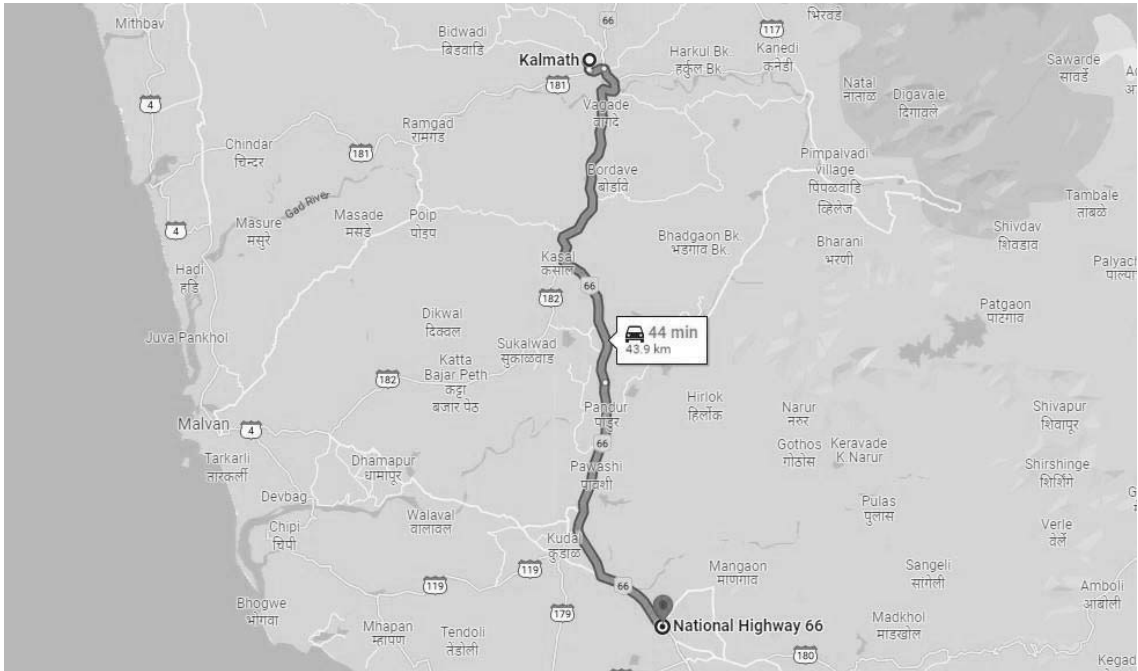 Mithbav
66
भिरवडे
Bidwadi
बिडवाडि
117
Kanedi
कनेडी
Kalmath
Harkul Bk.
हर्कुल Bk.
Sawarde
सावर्डे
181
4
Vagade
वागदे
Natal
नाताळ
Digavale
दिगावले
Ramgad
रामगड
Chindar
चिन्दर
181
Bordave
बोर्डावे
Pimpalvadi
village
पिंपळवाडि
व्हिलेज
Gad River
Masure
मसुरे
Masade
मसडे
Poip
पोइप
Tambale
ताबळे
4
Shivdav
शिवडाव
Bhadgaon Bk.
भडगाव Bk.
Bharani
भरणी
Kasal
कसाल
Hadi
हडि
66
182
Palyach
Patgaon
पाटगाव
Dikwal
दिक्वल
44 min
43.9 km
Juva Pankhol
Sukalwad
सुकाळवाड
Katta
Bajar Peth
कट्टा
बजार पेठ
182
Hirlok
हिर्लोक
Pandur
पांडुर
Narur
नरुर
Shivapur
शिवापूर
Malvan
4
66
Gothos
गोठोस
Keravade
K.Narur
Tarkarli
तारकर्ली
Dhamapur
धामापूर
Pawashi
पावशी
Shirshinge
शिर्शिंगे
Devbag
Walaval
वालावल
Pulas
पुलास
Chipi
चिपी
Verle
वेर्ले
Kudal
कुडाळ
119
Mangaon
माणगाव
Sangeli
सांगेली
119
66
Amboli
आंबोली
Bhogwe
भोगवा
179
Mhapan
म्हापण
Tendoli
तेंडोली
National Highway 66
Madkhol
माडखोल
180
Kegad